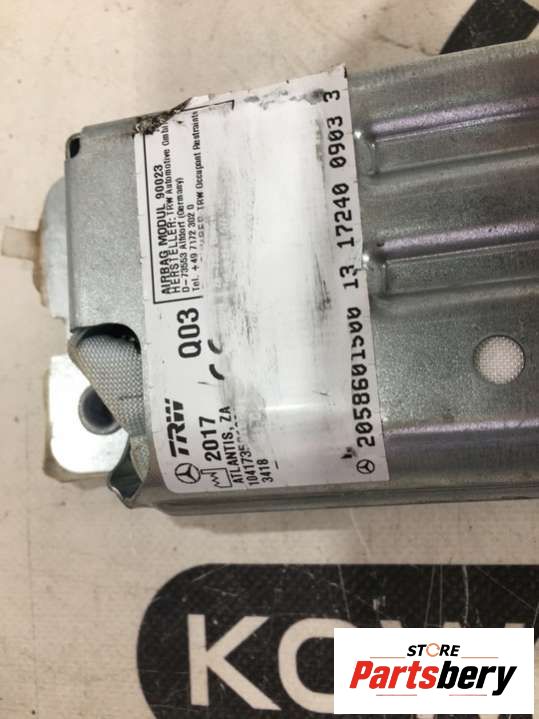 AIRBAG MODUL 90023
HERSTELLER: TRW Automotive GmbH
D-73553 Alfdorf (Germany)
Tel. +49 7172 302 0
TRW Occupant Restraints
Q03
TRW
2017
ATLANTIS, ZA
3418
2058601500 13 17240 0903 3
KOW
STORE
Partsbery